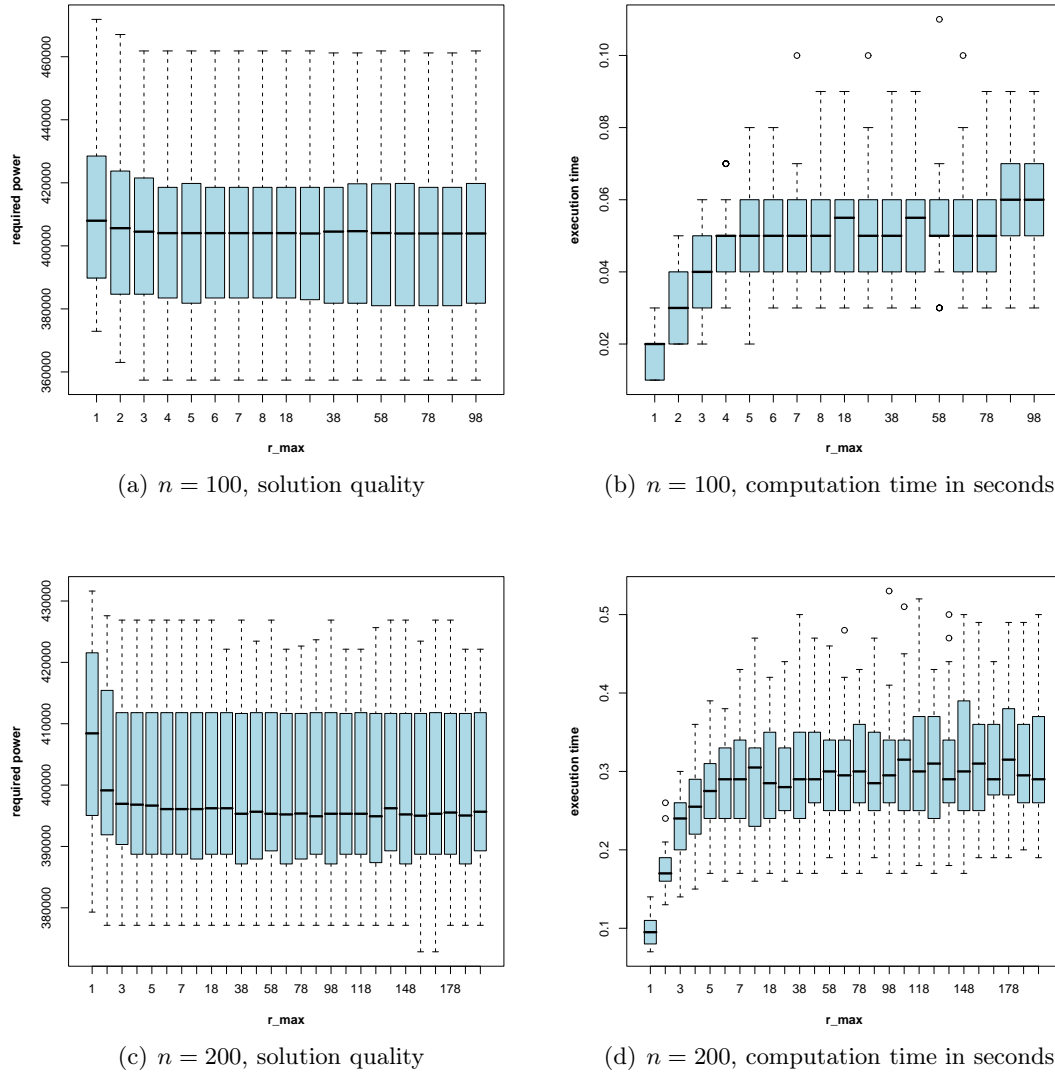 460000
440000
420000
400000
380000
360000
required power
1 2 3 4 5 6 7 8 18 38 58 78 98
r_max
(a) n = 100, solution quality
0.10
0.08
0.06
0.04
0.02
execution time
1 2 3 4 5 6 7 8 18 38 58 78 98
r_max
(b) n = 100, computation time in seconds
430000
420000
410000
400000
390000
380000
required power
1 3 5 7 18 38 58 78 98 118 148 178
r_max
(c) n = 200, solution quality
0.5
0.4
0.3
0.2
0.1
execution time
1 3 5 7 18 38 58 78 98 118 148 178
r_max
(d) n = 200, computation time in seconds